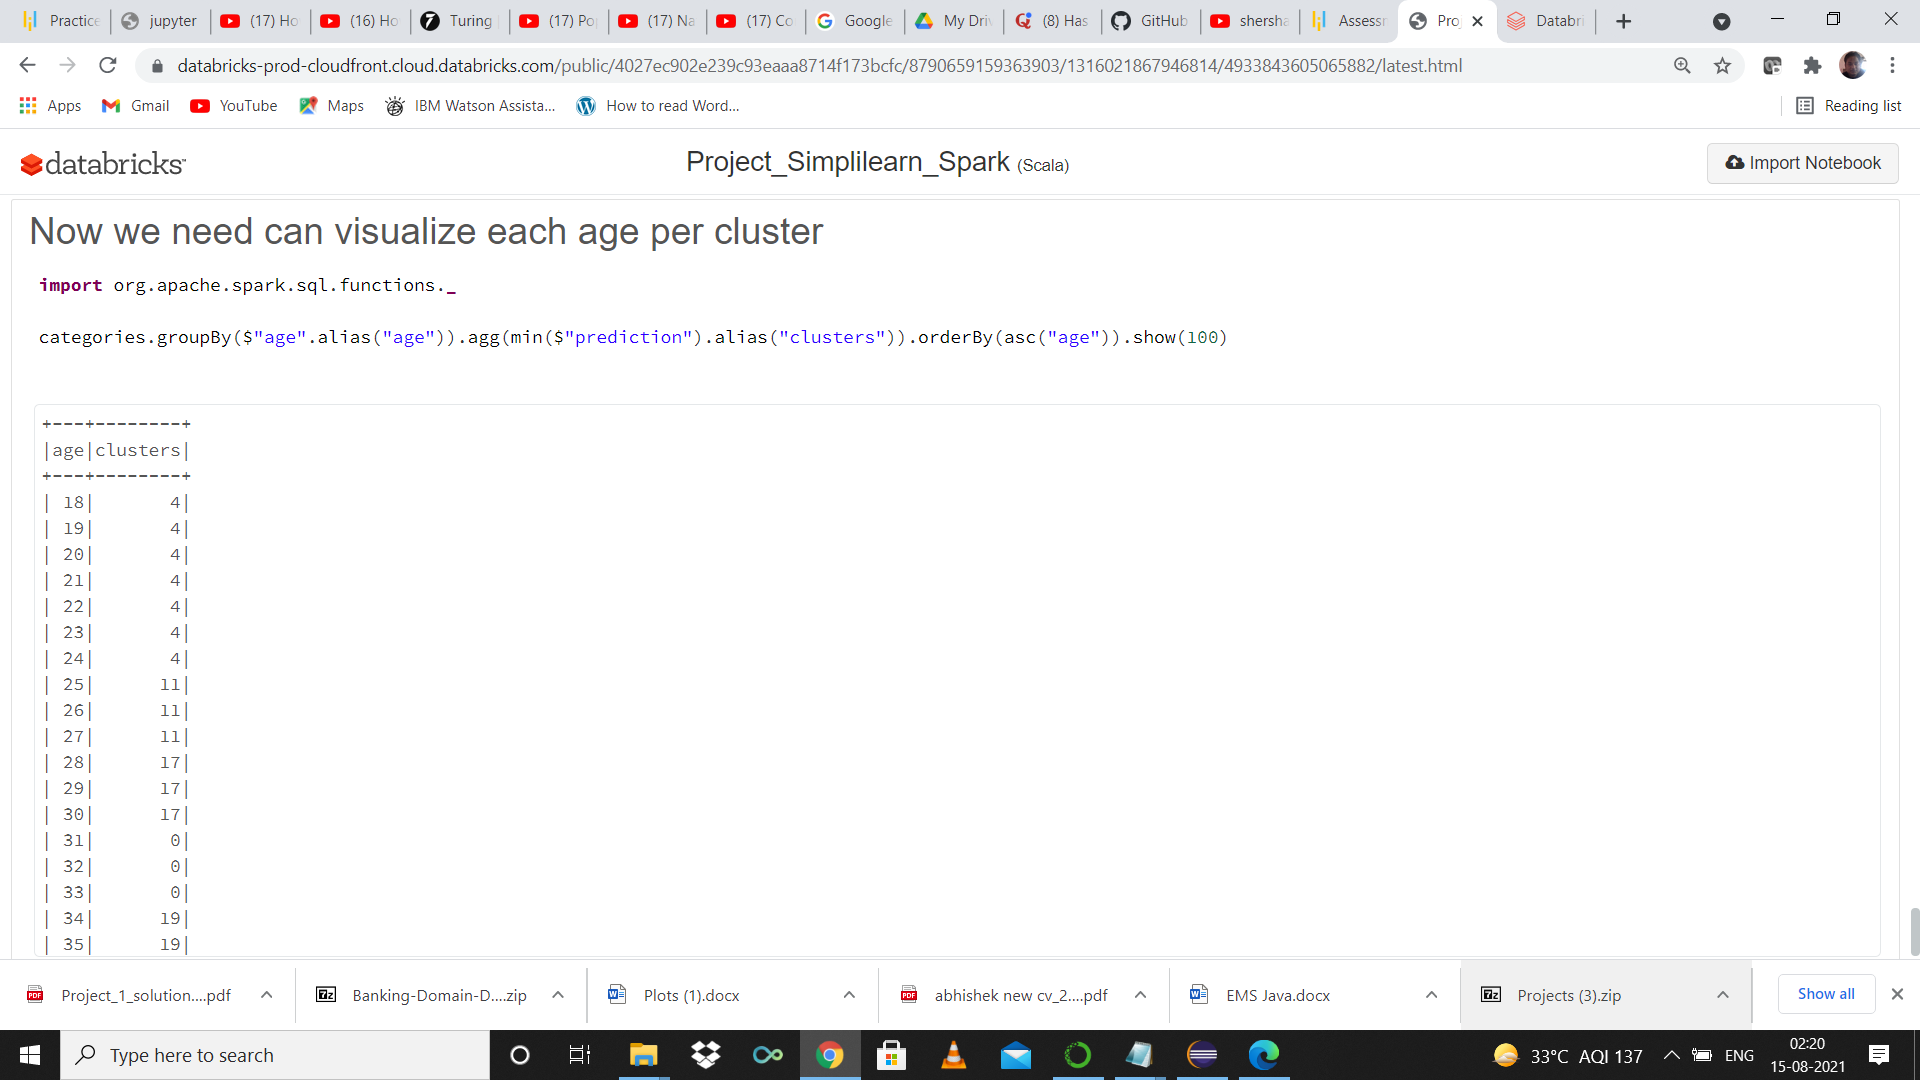 Practice jupyter (17) Ho (16) Ho Turing (17) Po (17) Na (17) Co Google My Dri (8) Has GitHub shersha Assess Pro Databri
databricks-prod-cloudfront.cloud.databricks.com/public/4027ec902e239c93eaaa8714f173bcfc/8790659159363903/1316021867946814/4933843605065882/latest.html
Apps Gmail YouTube Maps IBM Watson Assista... How to read Word... Reading list
databricks Project_Simplilearn_Spark (Scala) Import Notebook
Now we need can visualize each age per cluster
import org.apache.spark.sql.functions._
categories.groupBy($"age".alias("age")).agg(min($"prediction").alias("clusters")).orderBy(asc("age")).show(100)
+---+--------+
|age|clusters|
+---+--------+
| 18|       4|
| 19|       4|
| 20|       4|
| 21|       4|
| 22|       4|
| 23|       4|
| 24|       4|
| 25|      11|
| 26|      11|
| 27|      11|
| 28|      17|
| 29|      17|
| 30|      17|
| 31|       0|
| 32|       0|
| 33|       0|
| 34|      19|
| 35|      19|
Project_1_solution....pdf Banking-Domain-D....zip Plots (1).docx abhishek new cv_2....pdf EMS Java.docx Projects (3).zip Show all
Type here to search 33°C AQI 137 ENG 02:20
15-08-2021